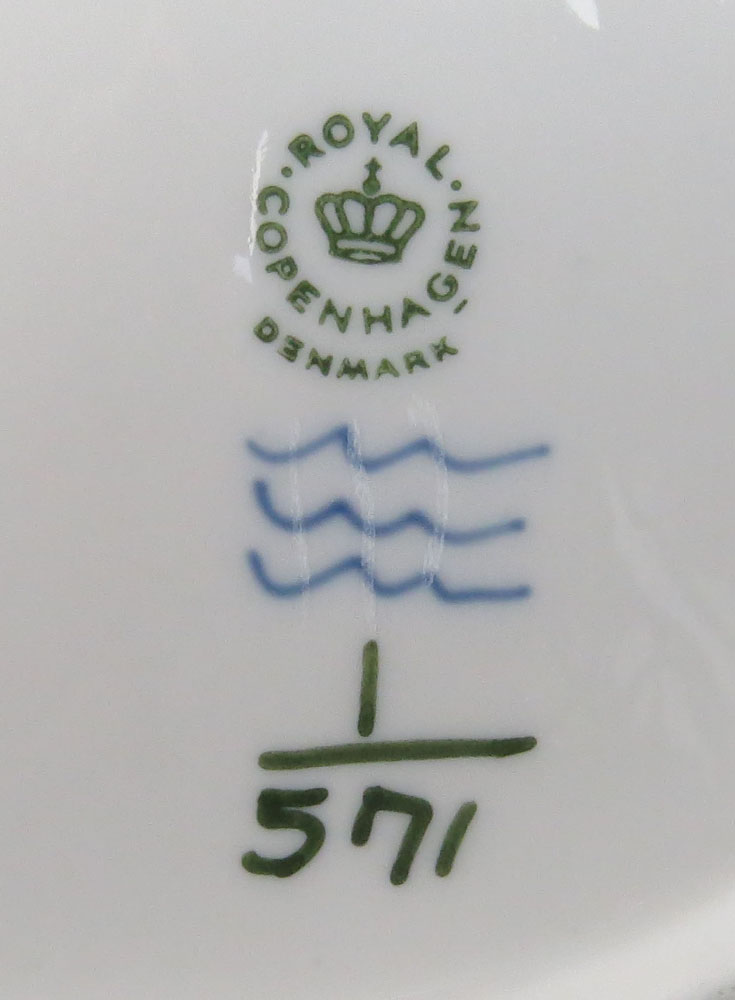 ROYAL
COPENHAGEN
DENMARK
1
571